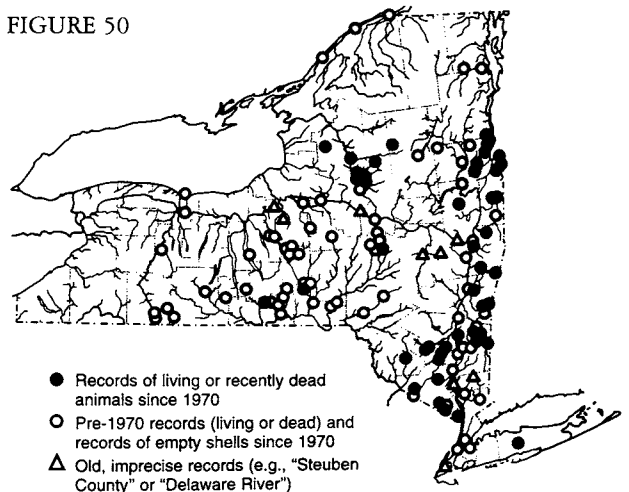 FIGURE 50
Records of living or recently dead
animals since 1970
Pre-1970 records (living or dead) and
records of empty shells since 1970
Old, imprecise records (e.g., "Steuben
County" or "Delaware River")